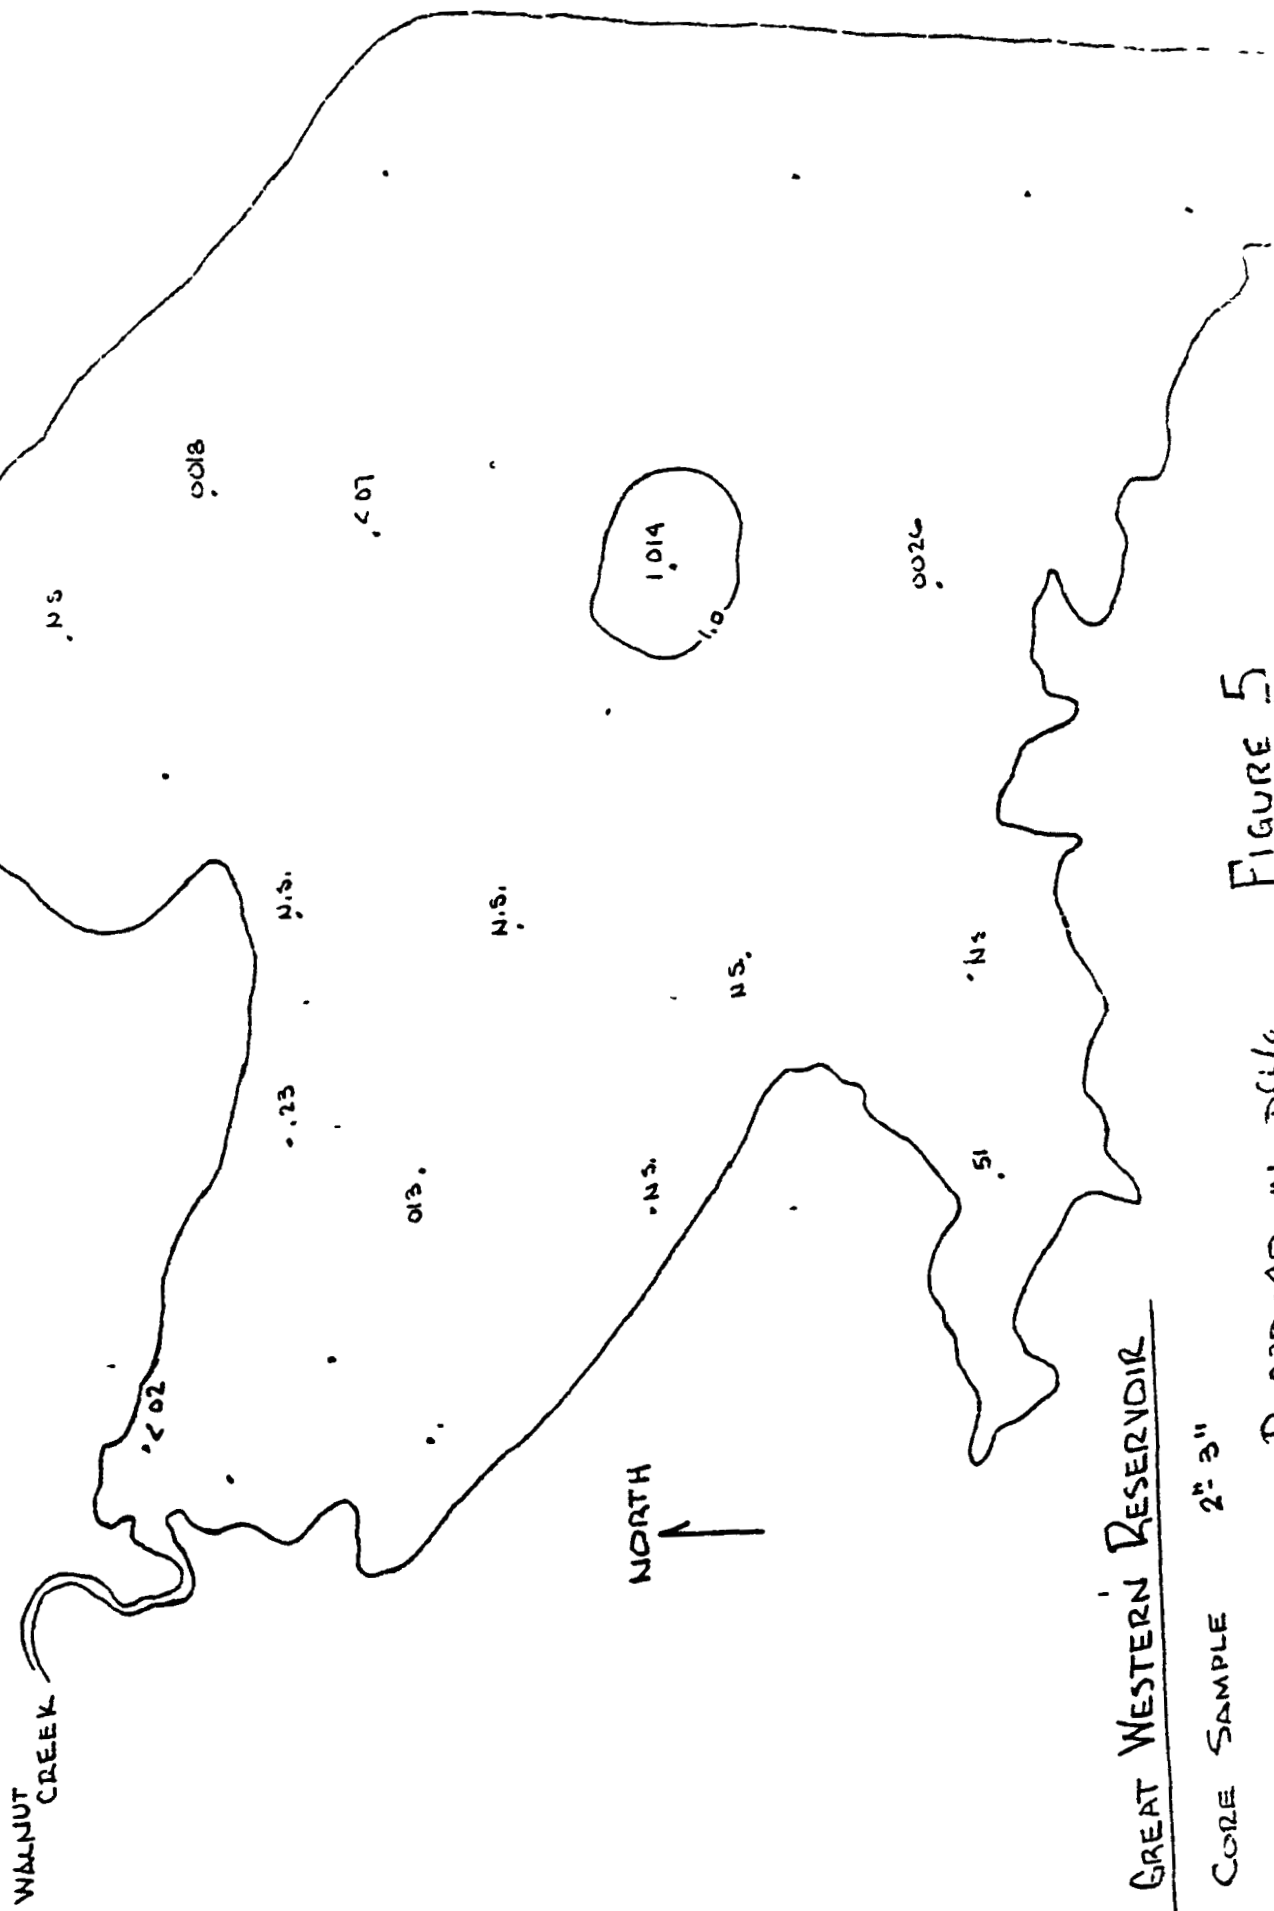 WALNUT
CREEK
<02
.23
013.
N.S.
N.S.
N.S.
N.S.
N S
N S
0018
<07
1 014
1.0
0026
51
NORTH
GREAT WESTERN RESERVOIR
CORE SAMPLE 2"- 3"
FIGURE 5